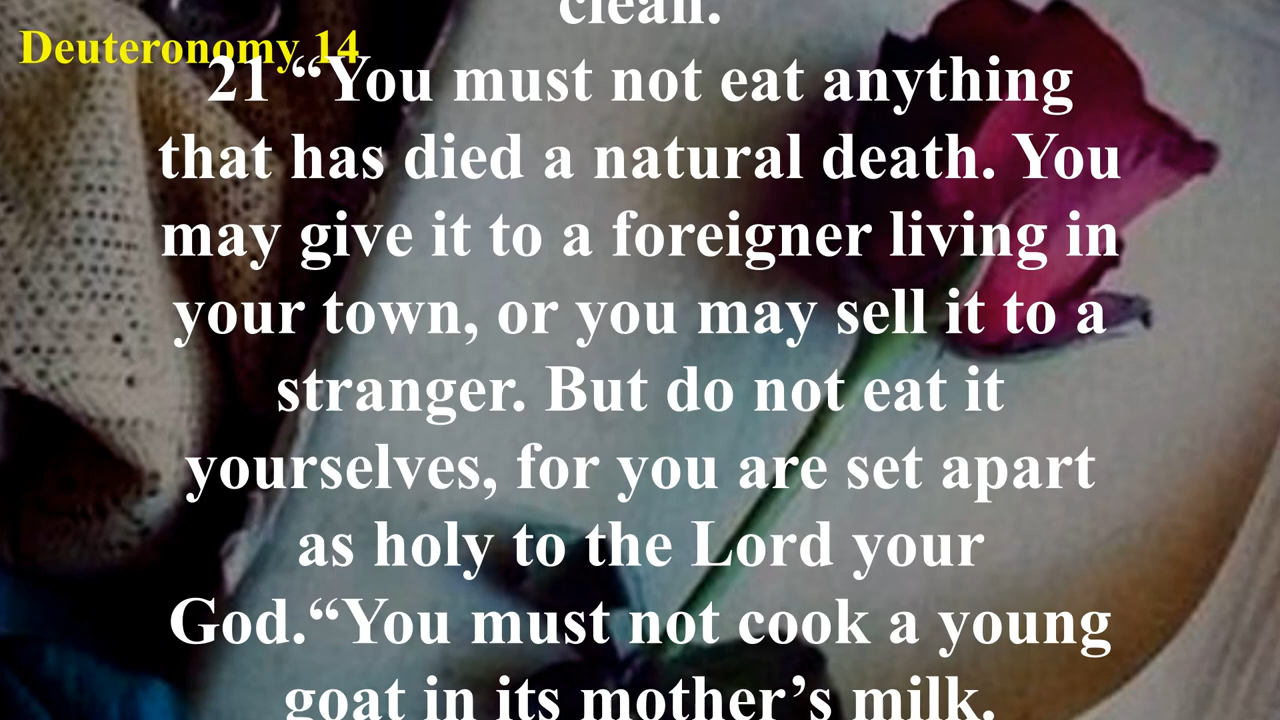 clean.
Deuteronomy 14
21 “You must not eat anything
that has died a natural death. You
may give it to a foreigner living in
your town, or you may sell it to a
stranger. But do not eat it
yourselves, for you are set apart
as holy to the Lord your
God.“You must not cook a young
goat in its mother’s milk.